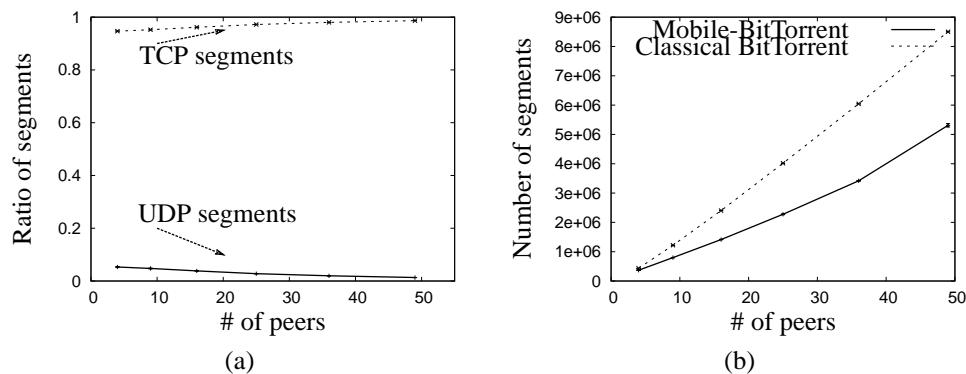 Ratio of segments
1
0.8
0.6
0.4
0.2
0
TCP segments
UDP segments
0 10 20 30 40 50
# of peers
(a)
Number of segments
9e+06
8e+06
7e+06
6e+06
5e+06
4e+06
3e+06
2e+06
1e+06
0
Mobile-BitTorrent
Classical BitTorrent
0 10 20 30 40 50
# of peers
(b)